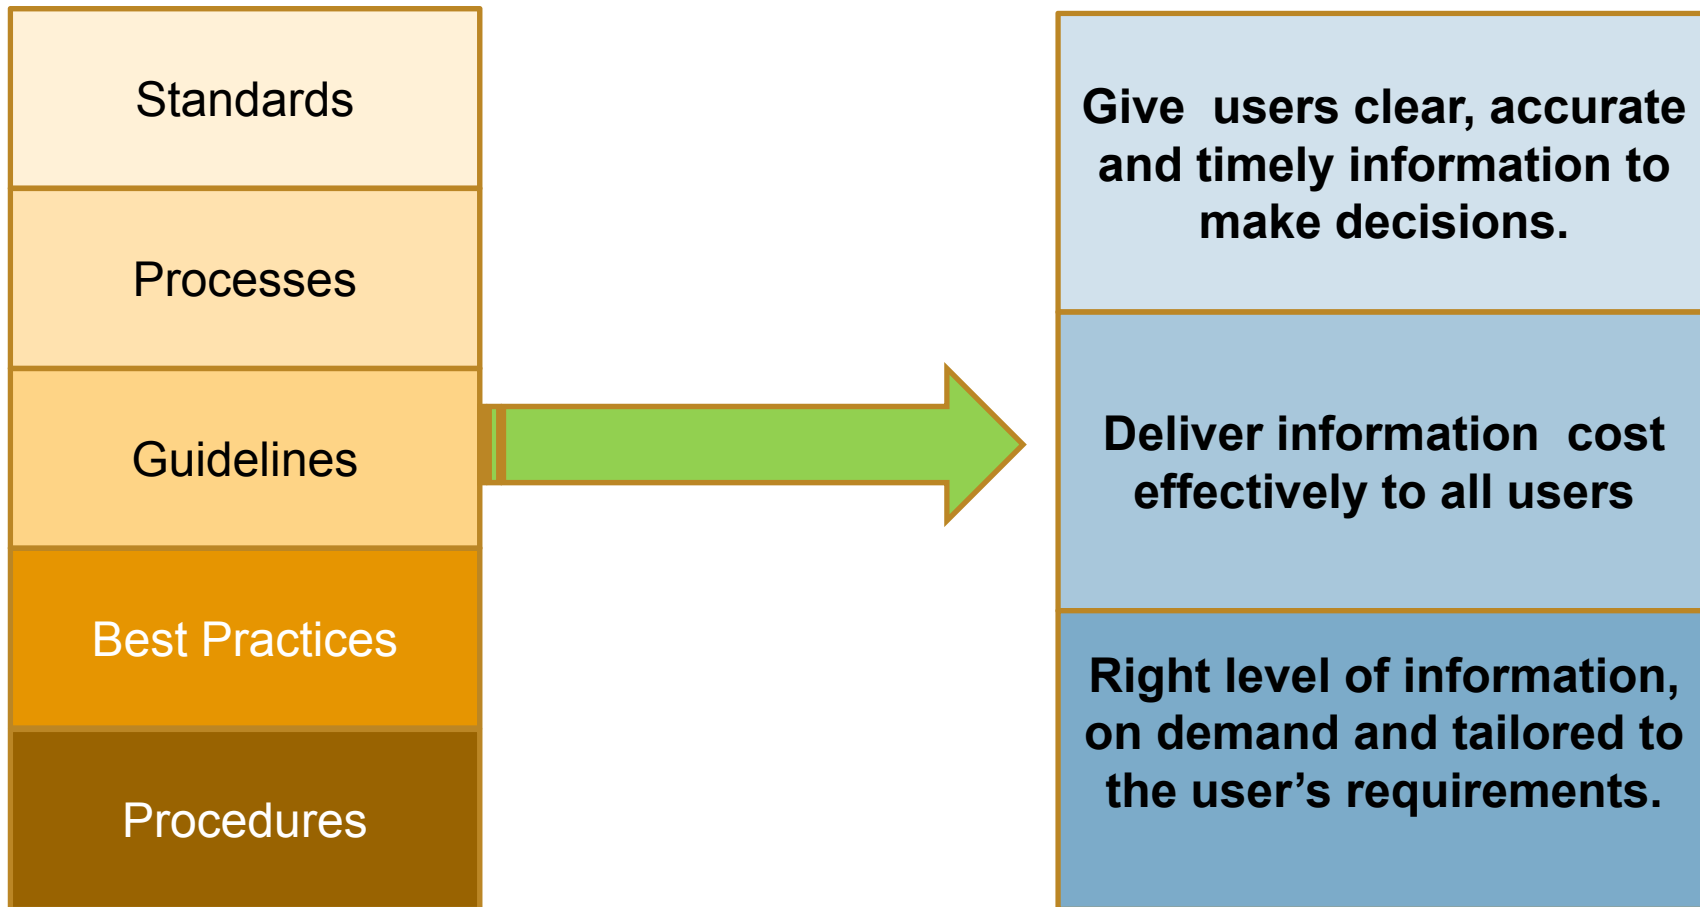 Standards
Processes
Guidelines
Best Practices
Procedures
Give  users clear, accurate
and timely information to
make decisions.
Deliver information  cost
effectively to all users
Right level of information,
on demand and tailored to
the user’s requirements.